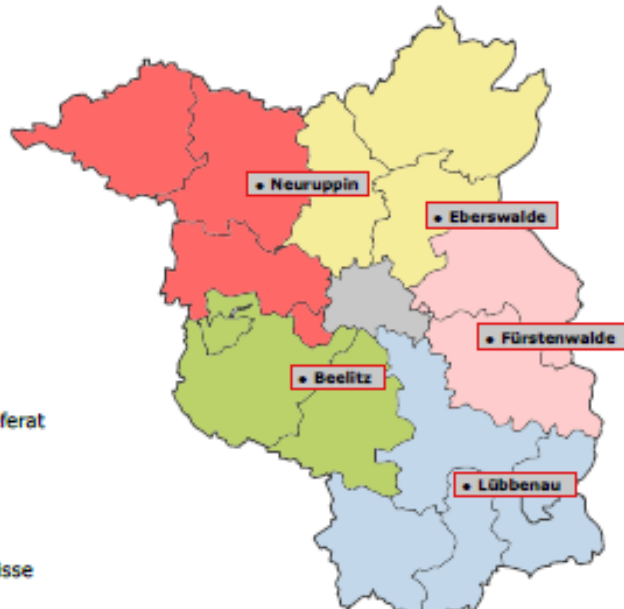 • Neuruppin
• Eberswalde
• Fürstenwalde
• Beelitz
ferat
• Lübbenau
isse